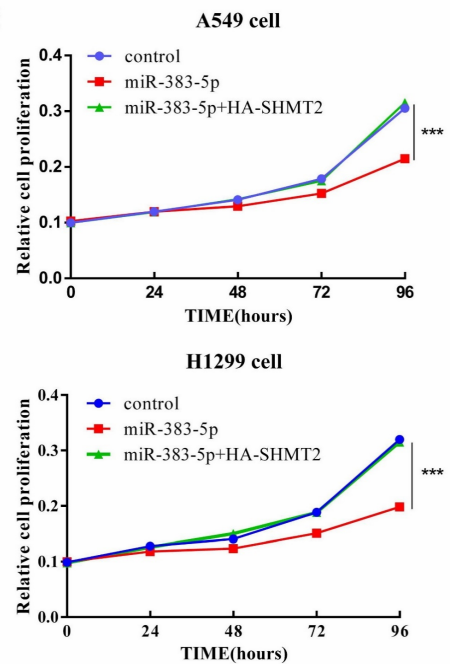 A549 cell
control
miR-383-5p
miR-383-5p+HA-SHMT2
Relative cell proliferation
0.4
0.3
0.2
0.1
0.0
***
0 24 48 72 96
TIME(hours)
H1299 cell
control
miR-383-5p
miR-383-5p+HA-SHMT2
Relative cell proliferation
0.4
0.3
0.2
0.1
0.0
***
0 24 48 72 96
TIME(hours)